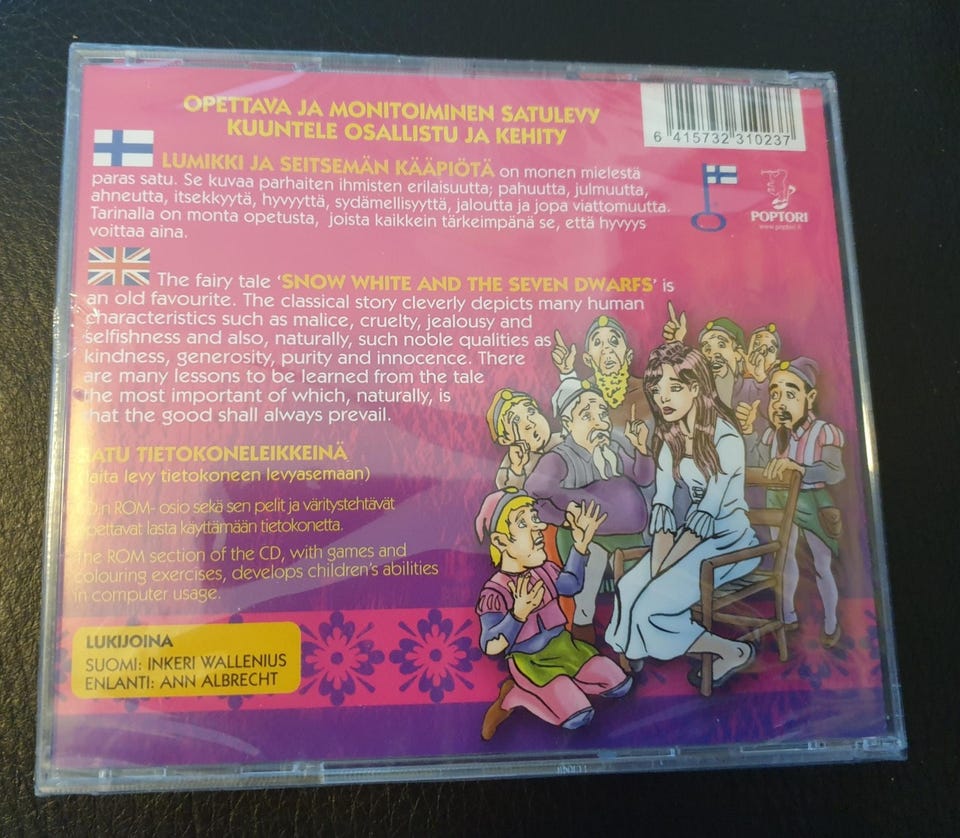 OPETTAVA JA MONITOIMINEN SATULEVY
KUUNTELE OSALLISTU JA KEHITY
6 415732 310237
LUMIKKI JA SEITSEMÄN KÄÄPIÖTÄ on monen mielestä
paras satu. Se kuvaa parhaiten ihmisten erilaisuutta; pahuutta, julmuutta,
ahneutta, itsekkyytä, hyvyyttä, sydämellisyyttä, jaloutta ja jopa viattomuutta.
Tarinalla on monta opetusta, joista kaikkein tärkeimpänä se, että hyvyys
voittaa aina.
POPTORI
www.poptori.fi
The fairy tale 'SNOW WHITE AND THE SEVEN DWARFS' is
an old favourite. The classical story cleverly depicts many human
characteristics such as malice, cruelty, jealousy and
selfishness and also, naturally, such noble qualities as
kindness, generosity, purity and innocence. There
are many lessons to be learned from the tale
the most important of which, naturally, is
that the good shall always prevail.
SATU TIETOKONELEIKKEINÄ
(laita levy tietokoneen levyasemaan)
CD:n ROM- osio sekä sen pelit ja väritystehtävät
opettavat lasta käyttämään tietokonetta.
The ROM section of the CD, with games and
colouring exercises, develops children's abilities
in computer usage.
LUKIJOINA
SUOMI: INKERI WALLENIUS
ENLANTI: ANN ALBRECHT